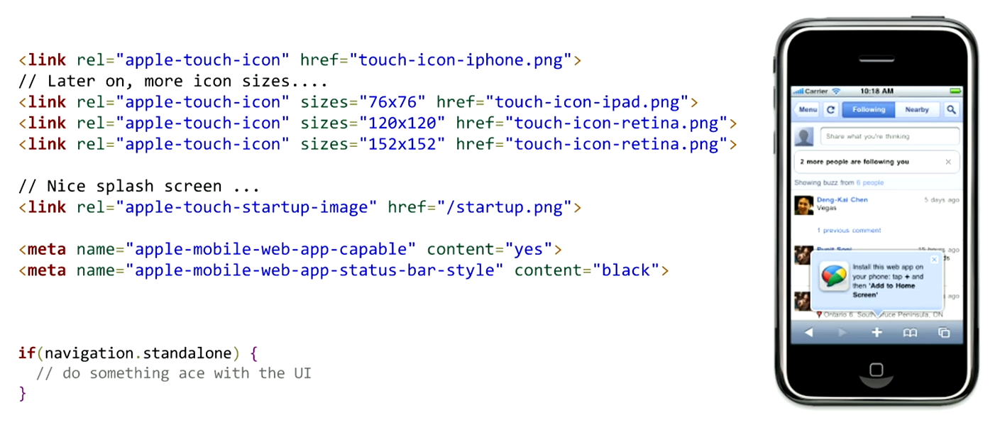 <link rel="apple-touch-icon" href="touch-icon-iphone.png">
// Later on, more icon sizes....
<link rel="apple-touch-icon" sizes="76x76" href="touch-icon-ipad.png">
<link rel="apple-touch-icon" sizes="120x120" href="touch-icon-retina.png">
<link rel="apple-touch-icon" sizes="152x152" href="touch-icon-retina.png">
// Nice splash screen ...
<link rel="apple-touch-startup-image" href="/startup.png">
<meta name="apple-mobile-web-app-capable" content="yes">
<meta name="apple-mobile-web-app-status-bar-style" content="black">
if(navigation.standalone) {
// do something ace with the UI
}
Carrier 10:18 AM
Menu Following Nearby
Share what you're thinking
2 more people are following you
Showing buzz from 6 people
Deng-Kai Chen 5 days ago
Vegas
1 previous comment
hours ago
Install this web app on
your phone: tap + and
then 'Add to Home
Screen'
ago
Ontario 6, Peninsula, ON